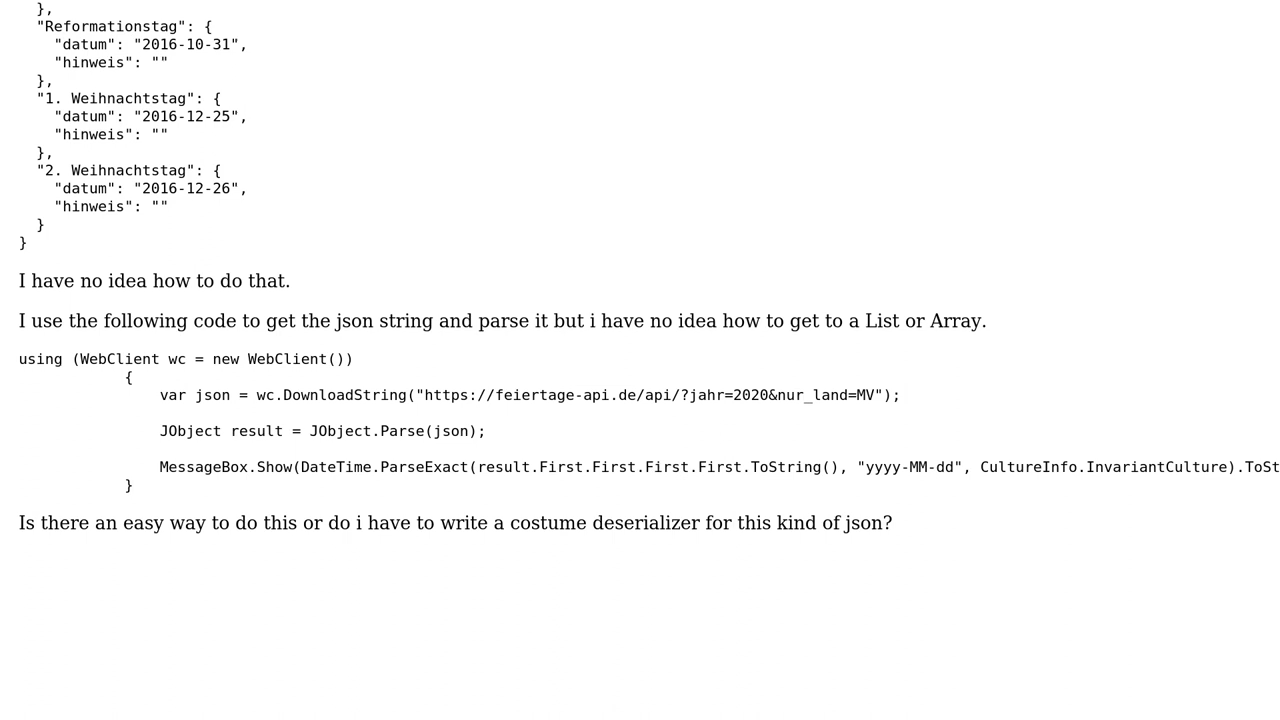 },
  "Reformationstag": {
    "datum": "2016-10-31",
    "hinweis": ""
  },
  "1. Weihnachtstag": {
    "datum": "2016-12-25",
    "hinweis": ""
  },
  "2. Weihnachtstag": {
    "datum": "2016-12-26",
    "hinweis": ""
  }
}
I have no idea how to do that.
I use the following code to get the json string and parse it but i have no idea how to get to a List or Array.
using (WebClient wc = new WebClient())
            {
                var json = wc.DownloadString("https://feiertage-api.de/api/?jahr=2020&nur_land=MV");
                JObject result = JObject.Parse(json);
                MessageBox.Show(DateTime.ParseExact(result.First.First.First.First.ToString(), "yyyy-MM-dd", CultureInfo.InvariantCulture).ToSt
            }
Is there an easy way to do this or do i have to write a costume deserializer for this kind of json?